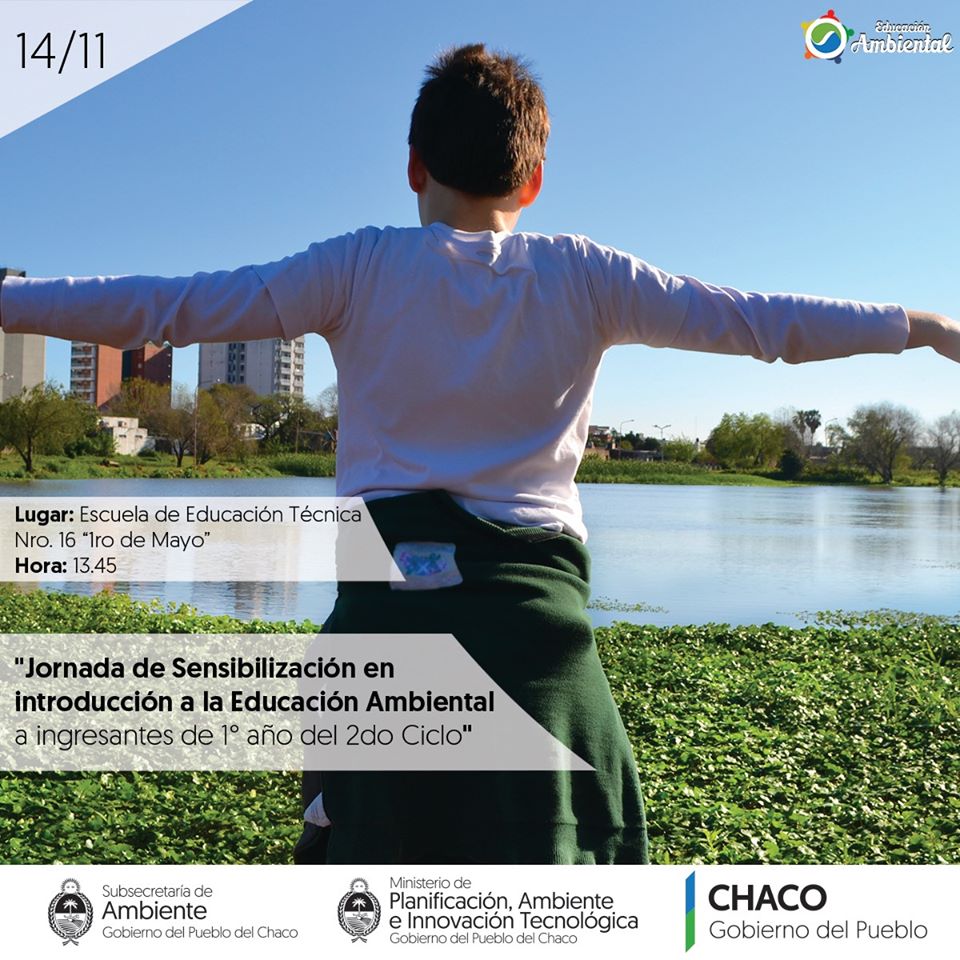 14/11
Educación
Ambiental
Lugar: Escuela de Educación Técnica
Nro. 16 “1ro de Mayo”
Hora: 13.45
"Jornada de Sensibilización en
introducción a la Educación Ambiental
a ingresantes de 1° año del 2do Ciclo"
Subsecretaría de
Ambiente
Gobierno del Pueblo del Chaco
Ministerio de
Planificación, Ambiente
e Innovación Tecnológica
Gobierno del Pueblo del Chaco
CHACO
Gobierno del Pueblo